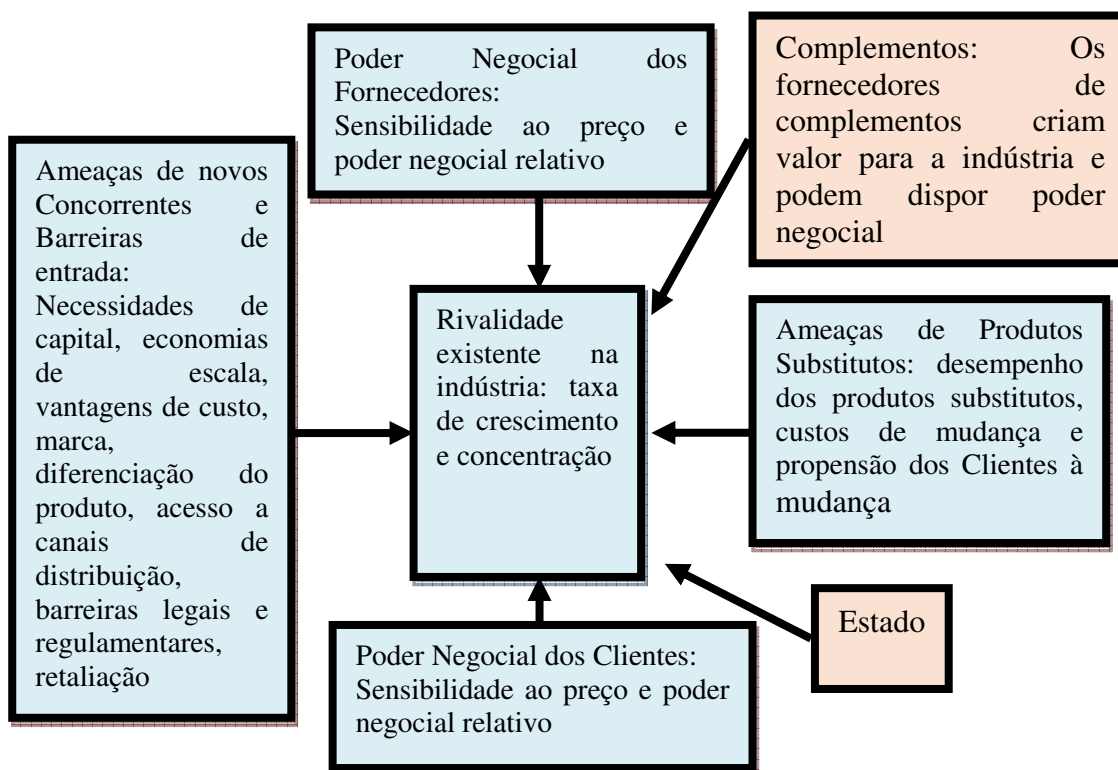 Poder Negocial dos
Fornecedores:
Sensibilidade ao preço e
poder negocial relativo
Complementos: Os
fornecedores de
complementos criam
valor para a indústria e
podem dispor poder
negocial
Ameaças de novos
Concorrentes e
Barreiras de
entrada:
Necessidades de
capital, economias
de escala,
vantagens de custo,
marca,
diferenciação do
produto, acesso a
canais de
distribuição,
barreiras legais e
regulamentares,
retaliação
Rivalidade
existente na
indústria: taxa
de crescimento
e concentração
Ameaças de Produtos
Substitutos: desempenho
dos produtos substitutos,
custos de mudança e
propensão dos Clientes à
mudança
Estado
Poder Negocial dos Clientes:
Sensibilidade ao preço e poder
negocial relativo